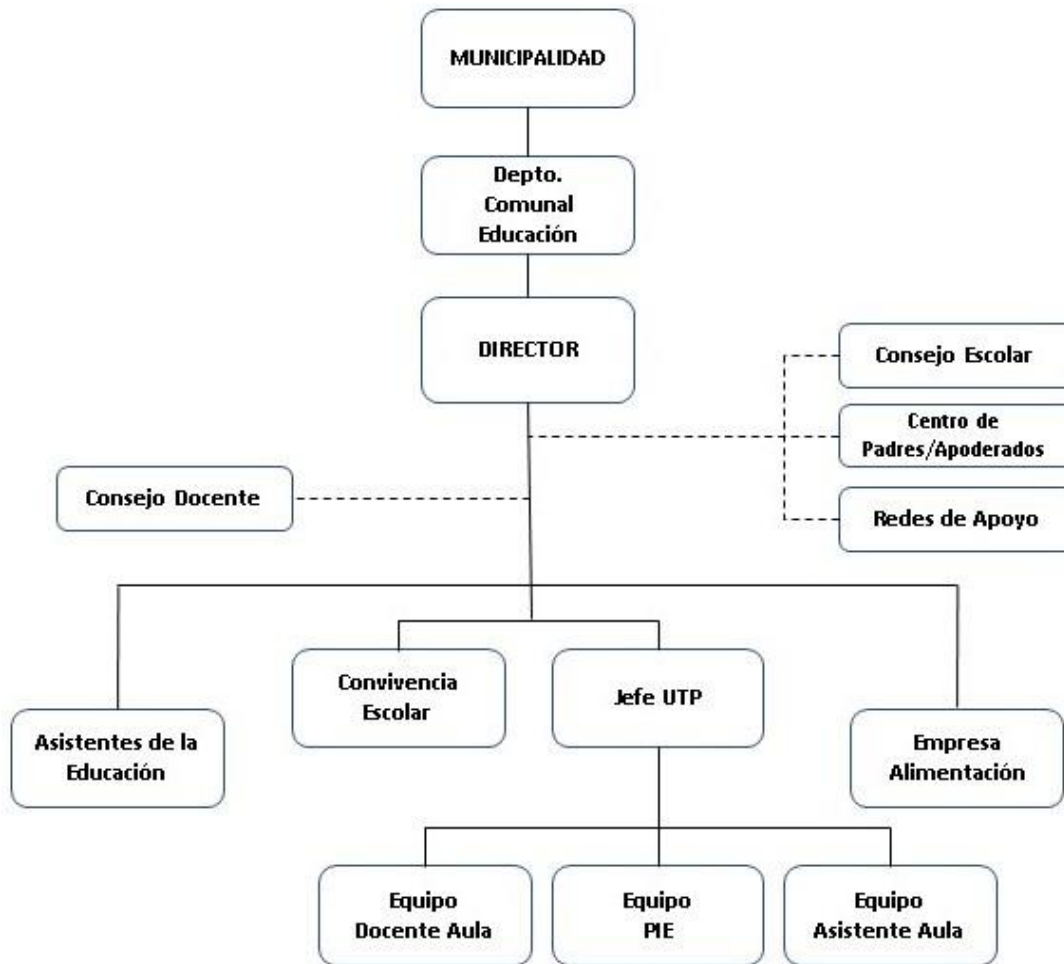 MUNICIPALIDAD
Depto.
Comunal
Educación
DIRECTOR
Consejo Escolar
Centro de
Padres/Apoderados
Consejo Docente
Redes de Apoyo
Convivencia
Escolar
Jefe UTP
Asistentes de la
Educación
Empresa
Alimentación
Equipo
Docente Aula
Equipo
PIE
Equipo
Asistente Aula